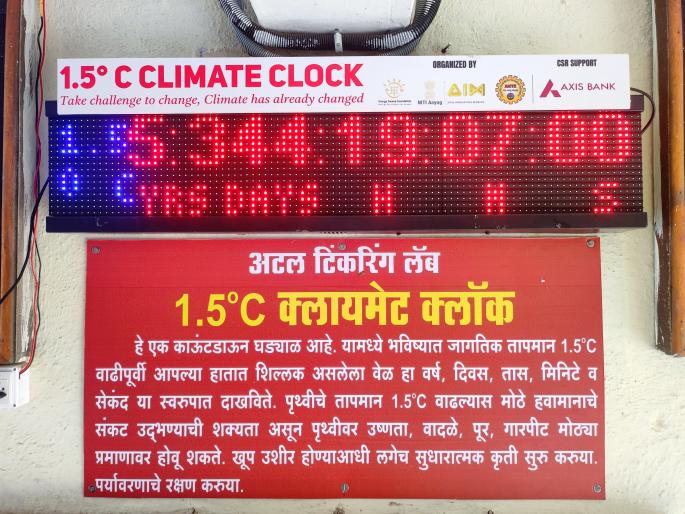 1.5° C CLIMATE CLOCK
Take challenge to change, Climate has already changed
ORGANIZED BY
CSR SUPPORT
NITI Aayog
AIM
AXIS BANK
1.5 5:344:19:07:00
0 C YRS DAYS H M S
अटल टिंकरिंग लॅब
1.5°C क्लायमेट क्लॉक
हे एक काऊंटडाऊन घड्याळ आहे. यामध्ये भविष्यात जागतिक तापमान 1.5°C
वाढीपूर्वी आपल्या हातात शिल्लक असलेला वेळ हा वर्ष, दिवस, तास, मिनिटे व
सेकंद या स्वरुपात दाखविते. पृथ्वीचे तापमान 1.5°C वाढल्यास मोठे हवामानाचे
संकट उद्भण्याची शक्यता असून पृथ्वीवर उष्णता, वादळे, पूर, गारपीट मोठ्या
प्रमाणावर होवू शकते. खूप उशीर होण्याआधी लगेच सुधारात्मक कृती सुरु करुया.
पर्यावरणाचे रक्षण करुया.